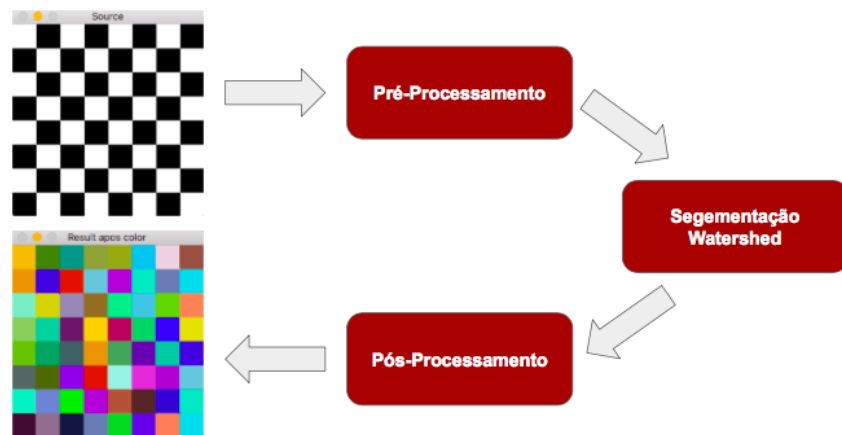 Source
Pré-Processamento
Segementação
Watershed
Result apos color
Pós-Processamento